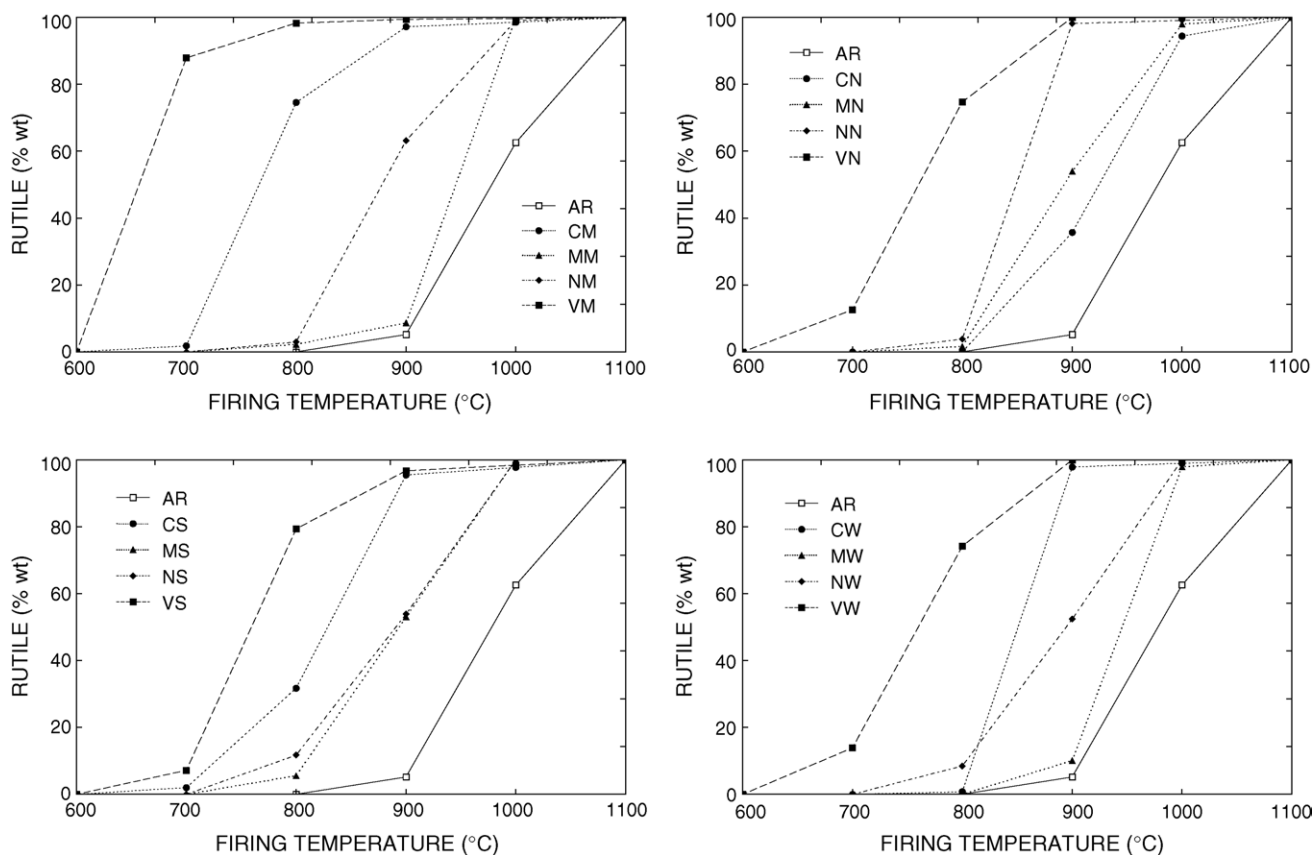 RUTILE (% wt)
100
80
60
40
20
0
AR
CM
MM
NM
VM
600 700 800 900 1000 1100
FIRING TEMPERATURE (°C)
RUTILE (% wt)
100
80
60
40
20
0
AR
CN
MN
NN
VN
600 700 800 900 1000 1100
FIRING TEMPERATURE (°C)
RUTILE (% wt)
100
80
60
40
20
0
AR
CS
MS
NS
VS
600 700 800 900 1000 1100
FIRING TEMPERATURE (°C)
RUTILE (% wt)
100
80
60
40
20
0
AR
CW
MW
NW
VW
600 700 800 900 1000 1100
FIRING TEMPERATURE (°C)